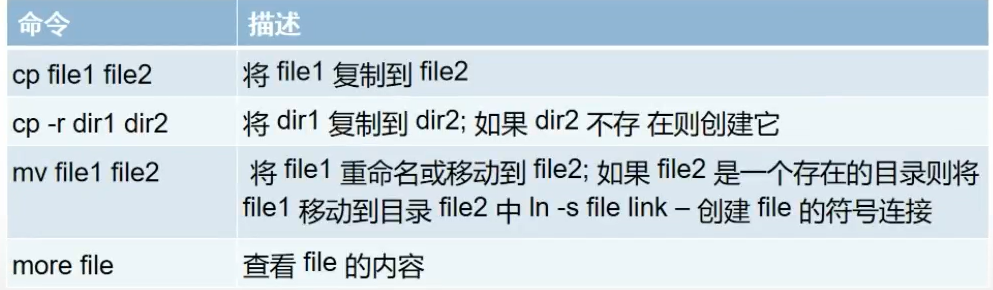 命令 描述
cp file1 file2 将 file1 复制到 file2
cp -r dir1 dir2 将 dir1 复制到 dir2; 如果 dir2 不存 在则创建它
mv file1 file2 将 file1 重命名或移动到 file2; 如果 file2 是一个存在的目录则将
file1 移动到目录 file2 中 ln -s file link – 创建 file 的符号连接
more file 查看 file 的内容